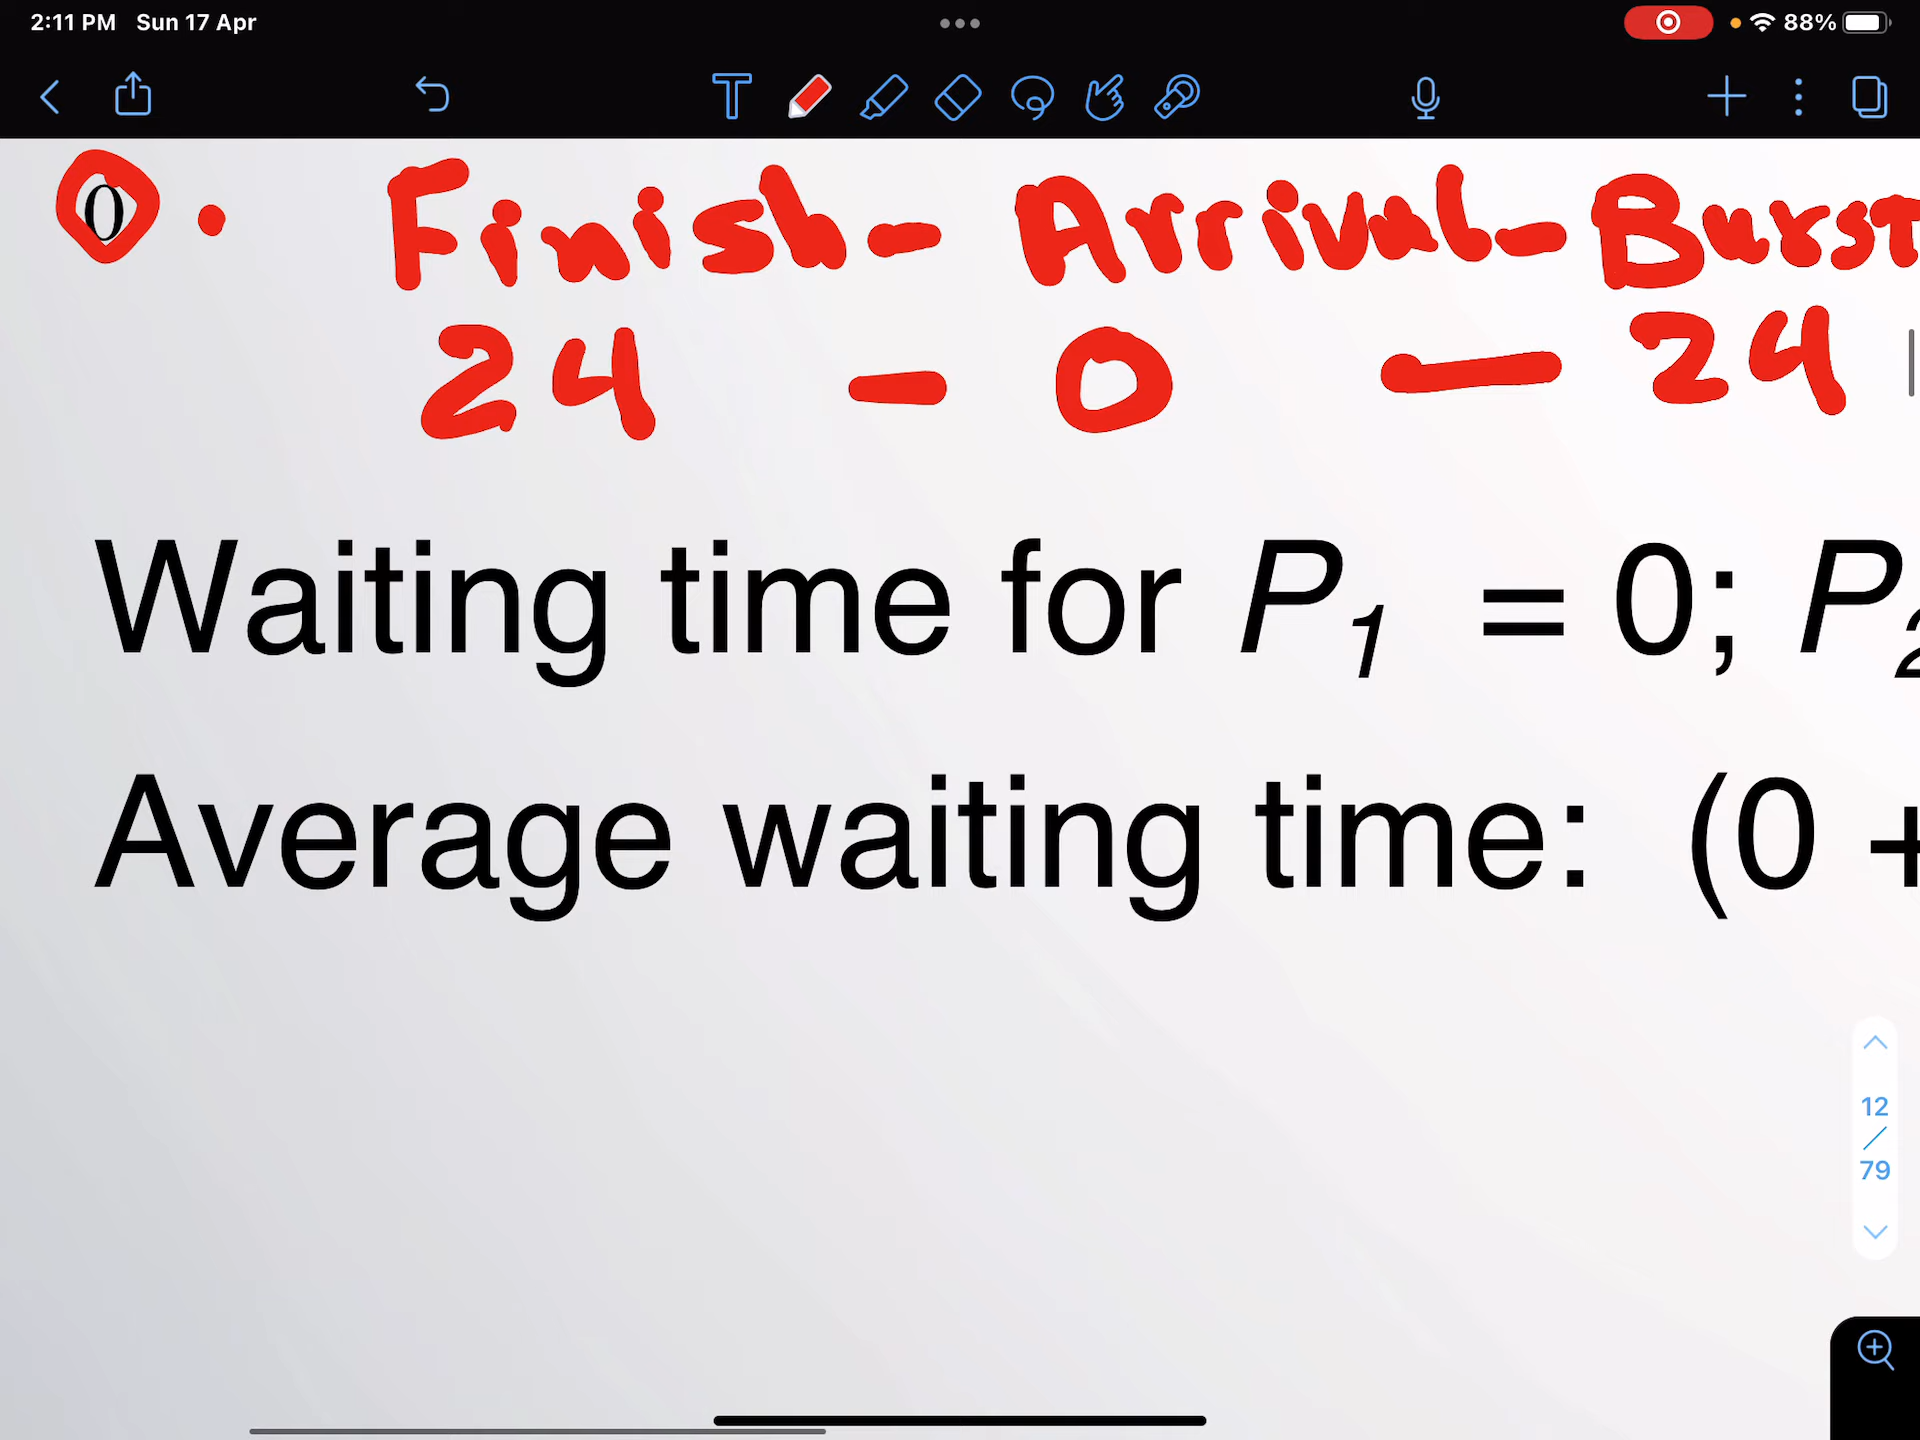 2:11 PM Sun 17 Apr 88%
0. Finish - Arrival - Burst
24 - 0 - 24
Waiting time for P1 = 0; P2
Average waiting time: (0 +
12
/
79